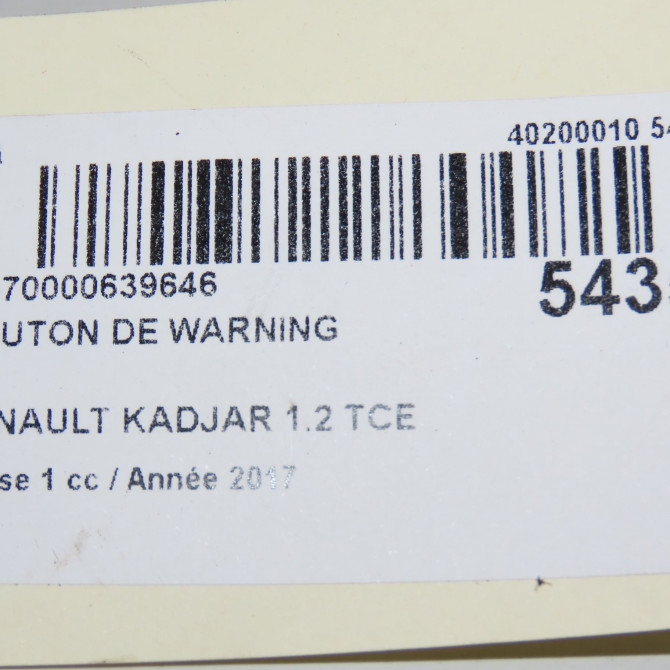 40200010 54
70000639646
543
UTON DE WARNING
NAULT KADJAR 1.2 TCE
se 1 cc / Année 2017